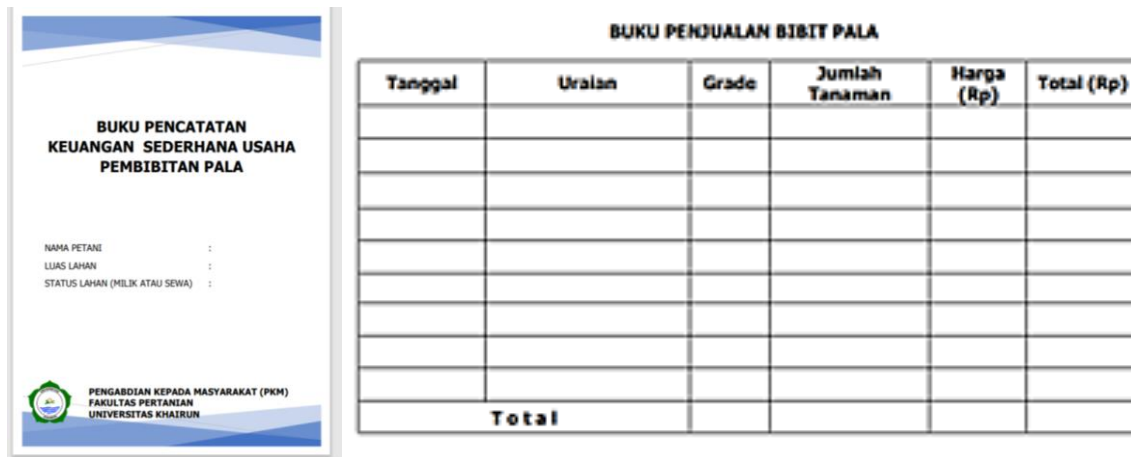 BUKU PENCATATAN
KEUANGAN SEDERHANA USAHA
PEMBIBITAN PALA
NAMA PETANI :
LUAS LAHAN :
STATUS LAHAN (MILIK ATAU SEWA) :
PENGABDIAN KEPADA MASYARAKAT (PKM)
FAKULTAS PERTANIAN
UNIVERSITAS KHAIRUN
BUKU PENJUALAN BIBIT PALA
Tanggal Uraian Grade Jumlah Tanaman Harga (Rp) Total (Rp)
Total